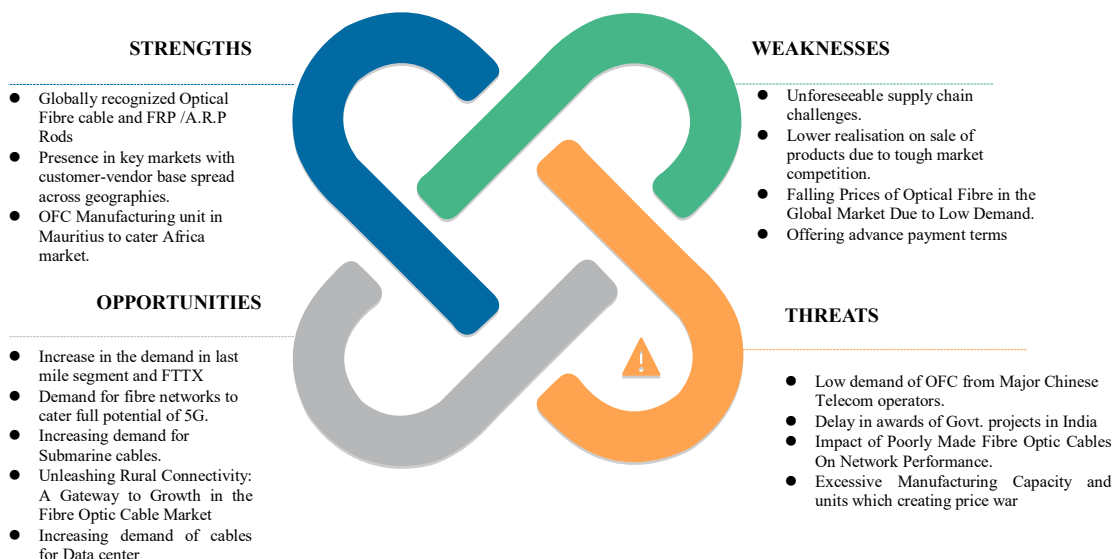 STRENGTHS
● Globally recognized Optical
Fibre cable and FRP /A.R.P
Rods
● Presence in key markets with
customer-vendor base spread
across geographies.
● OFC Manufacturing unit in
Mauritius to cater Africa
market.
WEAKNESSES
● Unforeseeable supply chain
challenges.
● Lower realisation on sale of
products due to tough market
competition.
● Falling Prices of Optical Fibre in the
Global Market Due to Low Demand.
● Offering advance payment terms
OPPORTUNITIES
● Increase in the demand in last
mile segment and FTTX
● Demand for fibre networks to
cater full potential of 5G.
● Increasing demand for
Submarine cables.
● Unleashing Rural Connectivity:
A Gateway to Growth in the
Fibre Optic Cable Market
● Increasing demand of cables
for Data center
THREATS
● Low demand of OFC from Major Chinese
Telecom operators.
● Delay in awards of Govt. projects in India
● Impact of Poorly Made Fibre Optic Cables
On Network Performance.
● Excessive Manufacturing Capacity and
units which creating price war